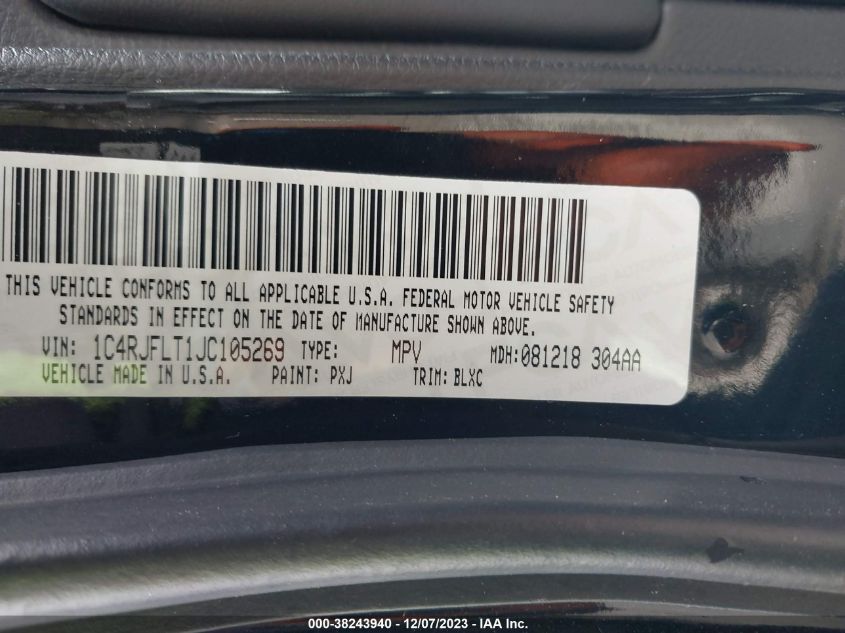 THIS VEHICLE CONFORMS TO ALL APPLICABLE U.S.A. FEDERAL MOTOR VEHICLE SAFETY
STANDARDS IN EFFECT ON THE DATE OF MANUFACTURE SHOWN ABOVE.
VIN: 1C4RJFLT1JC105269 TYPE: MPV MDH:081218 304AA
VEHICLE MADE IN U.S.A. PAINT: PXJ TRIM: BLXC
000-38243940 - 12/07/2023 - IAA Inc.